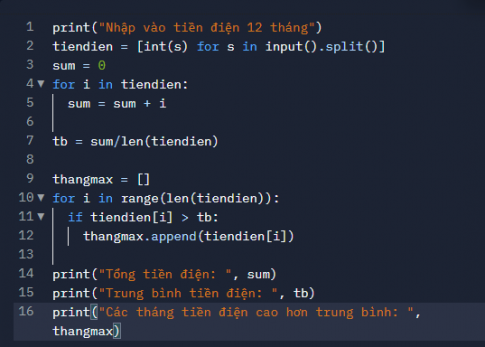 1 print("Nhập vào tiền điện 12 tháng")
2 tiendien = [int(s) for s in input().split()]
3 sum = 0
4 for i in tiendien:
5   sum = sum + i
6
7 tb = sum/len(tiendien)
8
9 thangmax = []
10 for i in range(len(tiendien)):
11   if tiendien[i] > tb:
12     thangmax.append(tiendien[i])
13
14 print("Tổng tiền điện: ", sum)
15 print("Trung bình tiền điện: ", tb)
16 print("Các tháng tiền điện cao hơn trung bình: ",
thangmax)